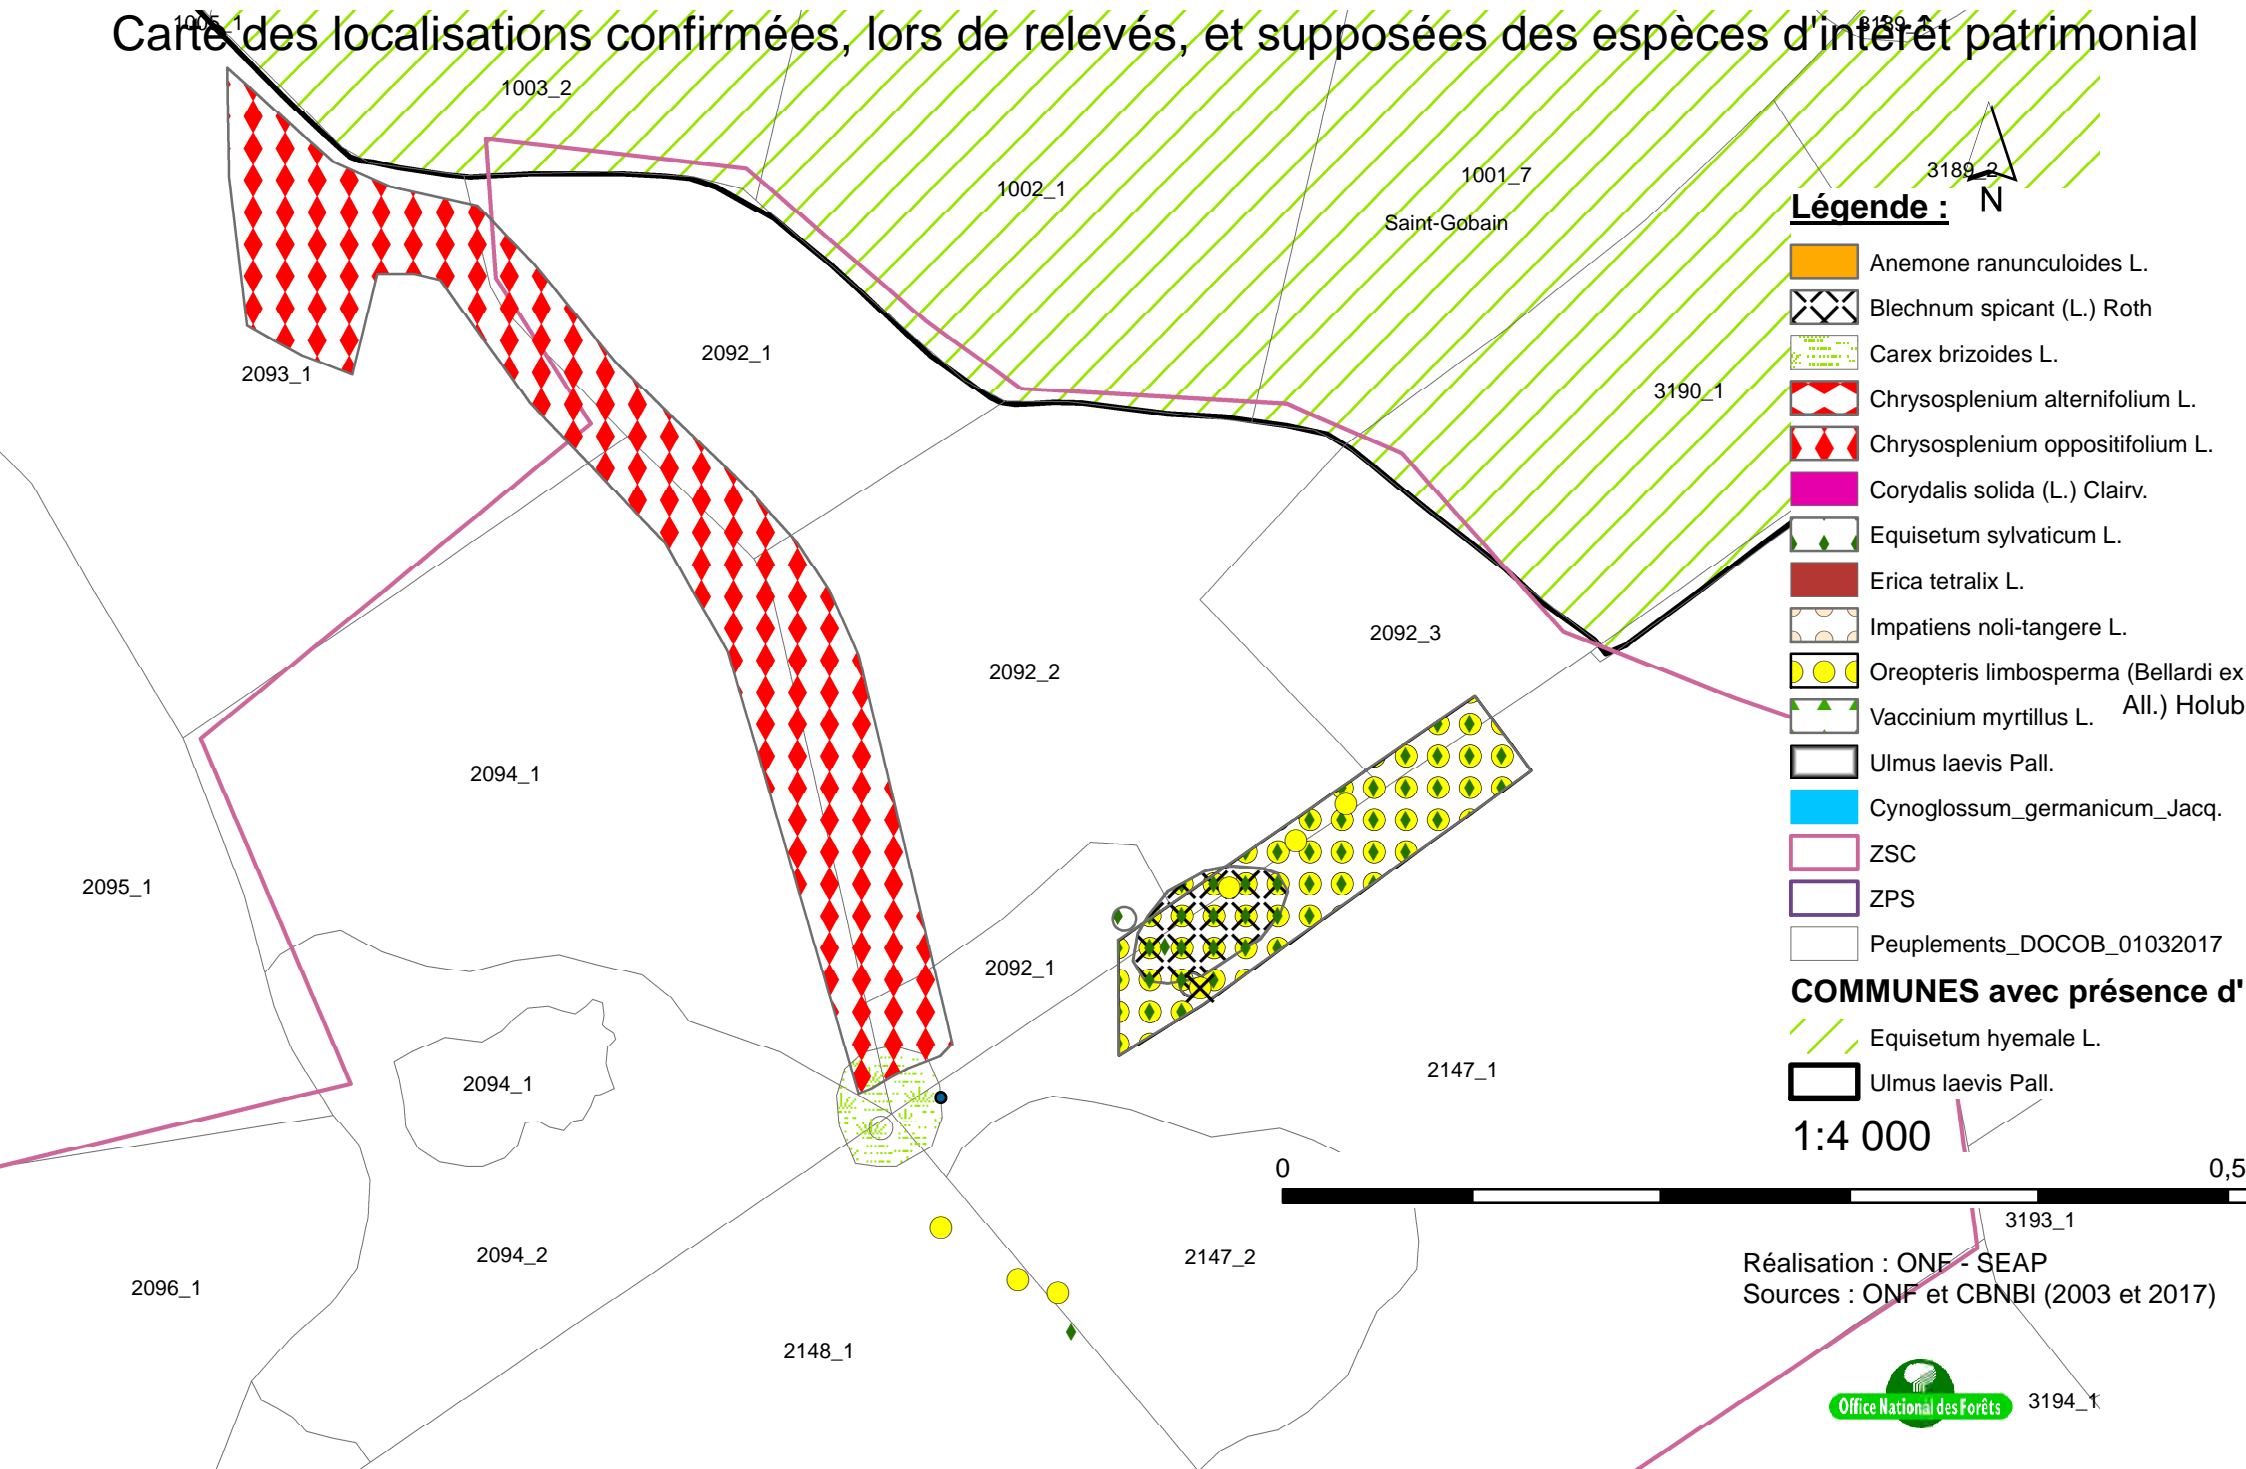 Carte des localisations confirmées, lors de relevés, et supposées des espèces d'intérêt patrimonial
1005_1
3189_1
1003_2
3189_2
1002_1
1001_7
Saint-Gobain
N
Légende :
Anemone ranunculoides L.
Blechnum spicant (L.) Roth
Carex brizoides L.
Chrysosplenium alternifolium L.
Chrysosplenium oppositifolium L.
Corydalis solida (L.) Clairv.
Equisetum sylvaticum L.
Erica tetralix L.
Impatiens noli-tangere L.
Oreopteris limbosperma (Bellardi ex
All.) Holub
Vaccinium myrtillus L.
Ulmus laevis Pall.
Cynoglossum_germanicum_Jacq.
ZSC
ZPS
Peuplements_DOCOB_01032017
COMMUNES avec présence d'
Equisetum hyemale L.
Ulmus laevis Pall.
1:4 000
0
0,5
2092_1
2093_1
3190_1
2092_3
2092_2
2094_1
2095_1
2092_1
2094_1
2147_1
3193_1
2094_2
2147_2
2096_1
2148_1
Réalisation : ONF - SEAP
Sources : ONF et CBNBl (2003 et 2017)
Office National des Forêts
3194_1